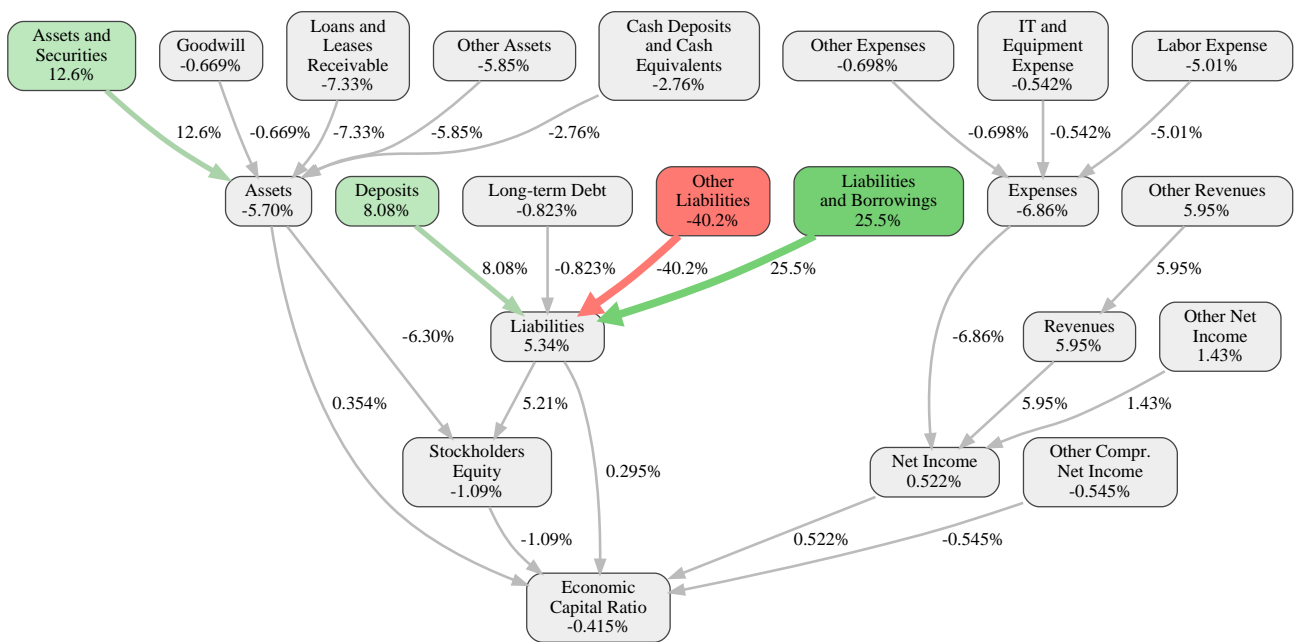 Assets and
Securities
12.6%
Goodwill
-0.669%
Loans and
Leases
Receivable
-7.33%
Other Assets
-5.85%
Cash Deposits
and Cash
Equivalents
-2.76%
Other Expenses
-0.698%
IT and
Equipment
Expense
-0.542%
Labor Expense
-5.01%
12.6%
-0.669%
-7.33%
-5.85%
-2.76%
-0.698%
-0.542%
-5.01%
Assets
-5.70%
Deposits
8.08%
Long-term Debt
-0.823%
Other
Liabilities
-40.2%
Liabilities
and Borrowings
25.5%
Expenses
-6.86%
Other Revenues
5.95%
8.08%
-0.823%
-40.2%
25.5%
5.95%
-6.30%
Liabilities
5.34%
-6.86%
Revenues
5.95%
Other Net
Income
1.43%
0.354%
5.21%
5.95%
1.43%
Stockholders
Equity
-1.09%
0.295%
Net Income
0.522%
Other Compr.
Net Income
-0.545%
-1.09%
0.522%
-0.545%
Economic
Capital Ratio
-0.415%